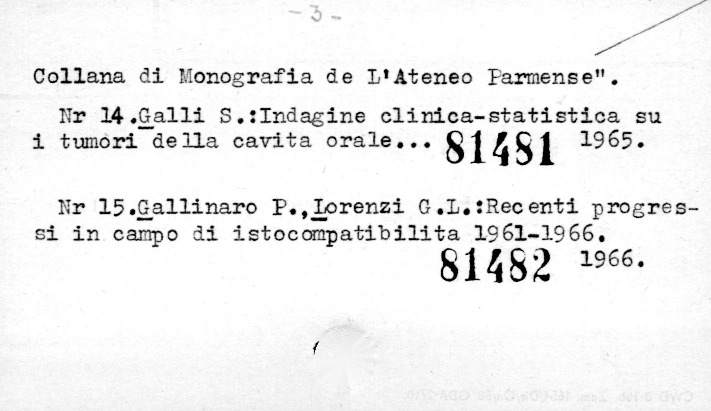 - 3 -
Collana di Monografia de L'Ateneo Parmense".
Nr 14.Galli S.:Indagine clinica-statistica su
i tumori della cavita orale... 81481 1965.
Nr 15.Gallinaro P.,Lorenzi G.L.:Recenti progres-
si in campo di istocompatibilita 1961-1966.
81482 1966.